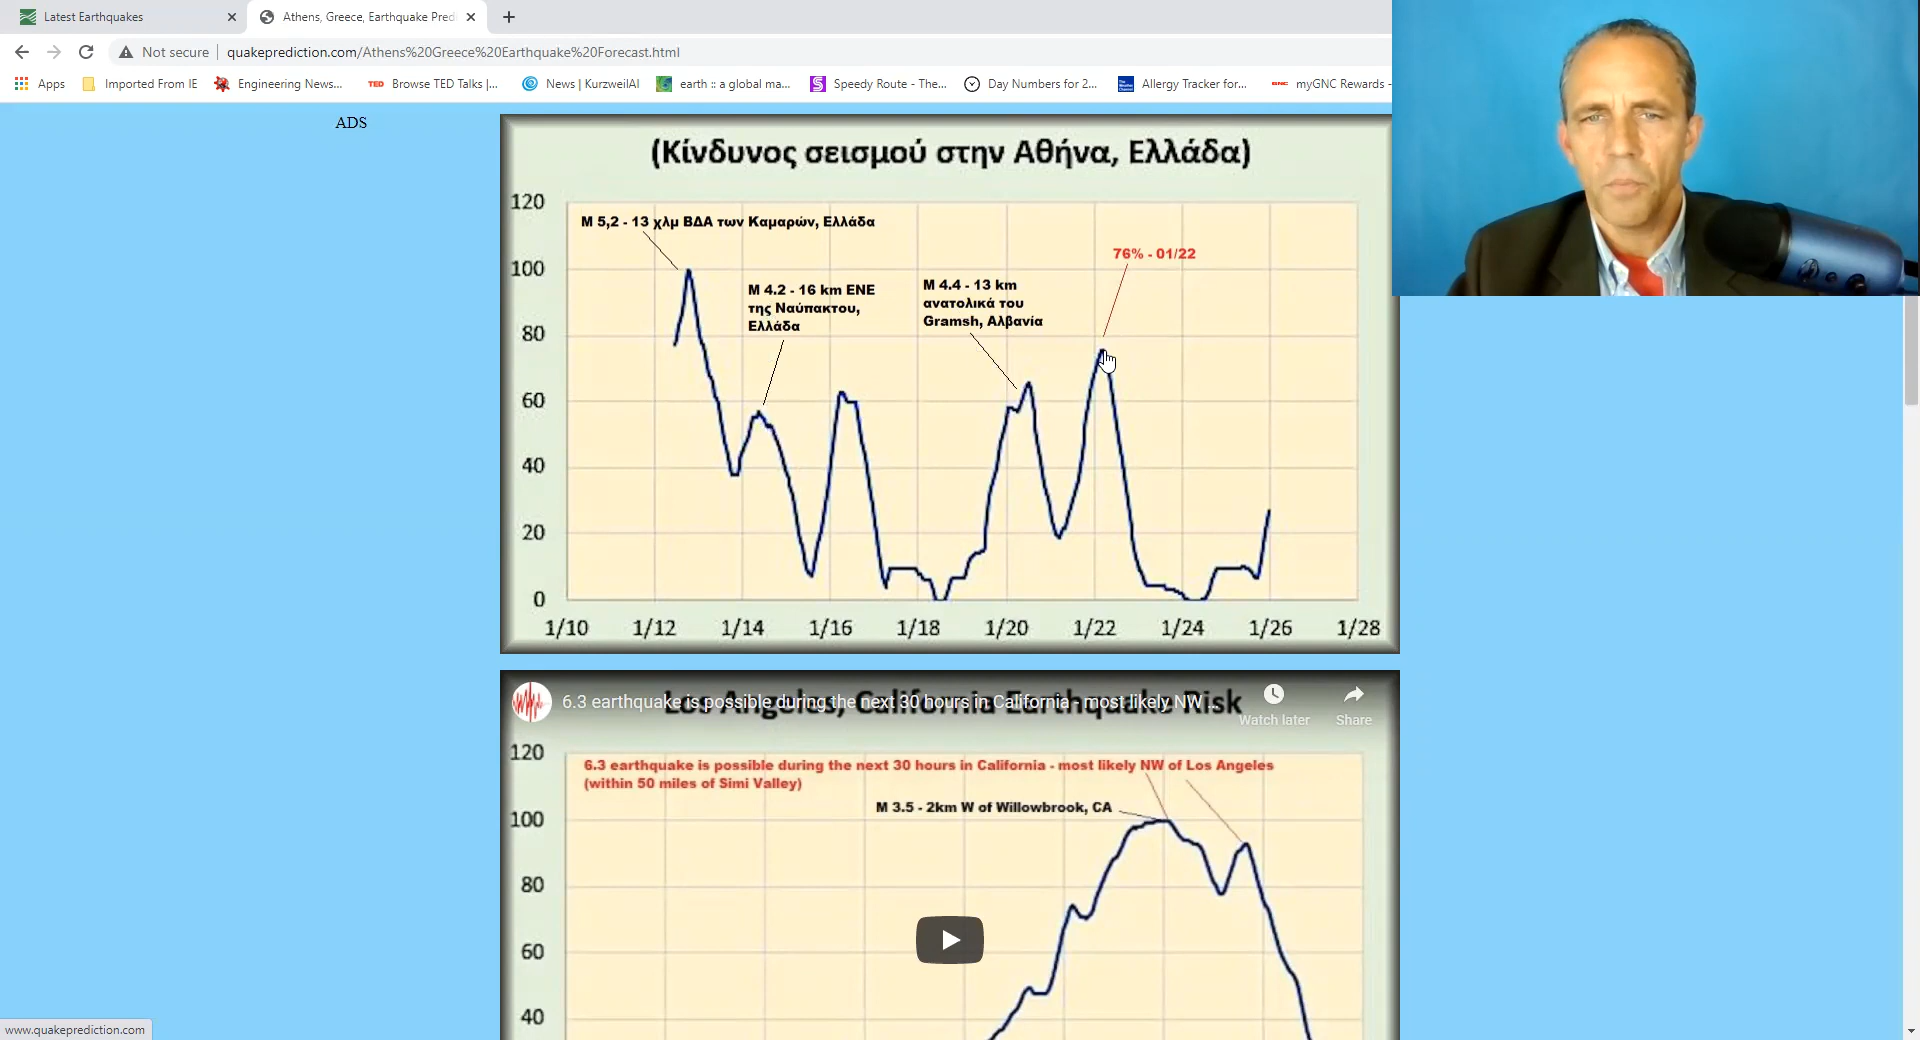 Latest Earthquakes
Athens, Greece, Earthquake Pred
Not secure
quakeprediction.com/Athens%20Greece%20Earthquake%20Forecast.html
Apps
Imported From IE
Engineering News...
TED
Browse TED Talks |...
News | KurzweilAI
earth :: a global ma...
Speedy Route - The...
Day Numbers for 2...
Allergy Tracker for...
GNC
myGNC Rewards -
ADS
(Κίνδυνος σεισμού στην Αθήνα, Ελλάδα)
120
100
80
60
40
20
0
M 5,2 - 13 χλμ ΒΔΑ των Καμαρών, Ελλάδα
M 4.2 - 16 km ENE
της Ναύπακτου,
Ελλάδα
M 4.4 - 13 km
ανατολικά του
Gramsh, Αλβανία
76% - 01/22
1/10 1/12 1/14 1/16 1/18 1/20 1/22 1/24 1/26 1/28
6.3 earthquake is possible during the next 30 hours in California - most likely NW ...
Los Angeles, California Earthquake Risk
Watch later
Share
120
100
80
60
40
6.3 earthquake is possible during the next 30 hours in California - most likely NW of Los Angeles
(within 50 miles of Simi Valley)
M 3.5 - 2km W of Willowbrook, CA
www.quakeprediction.com